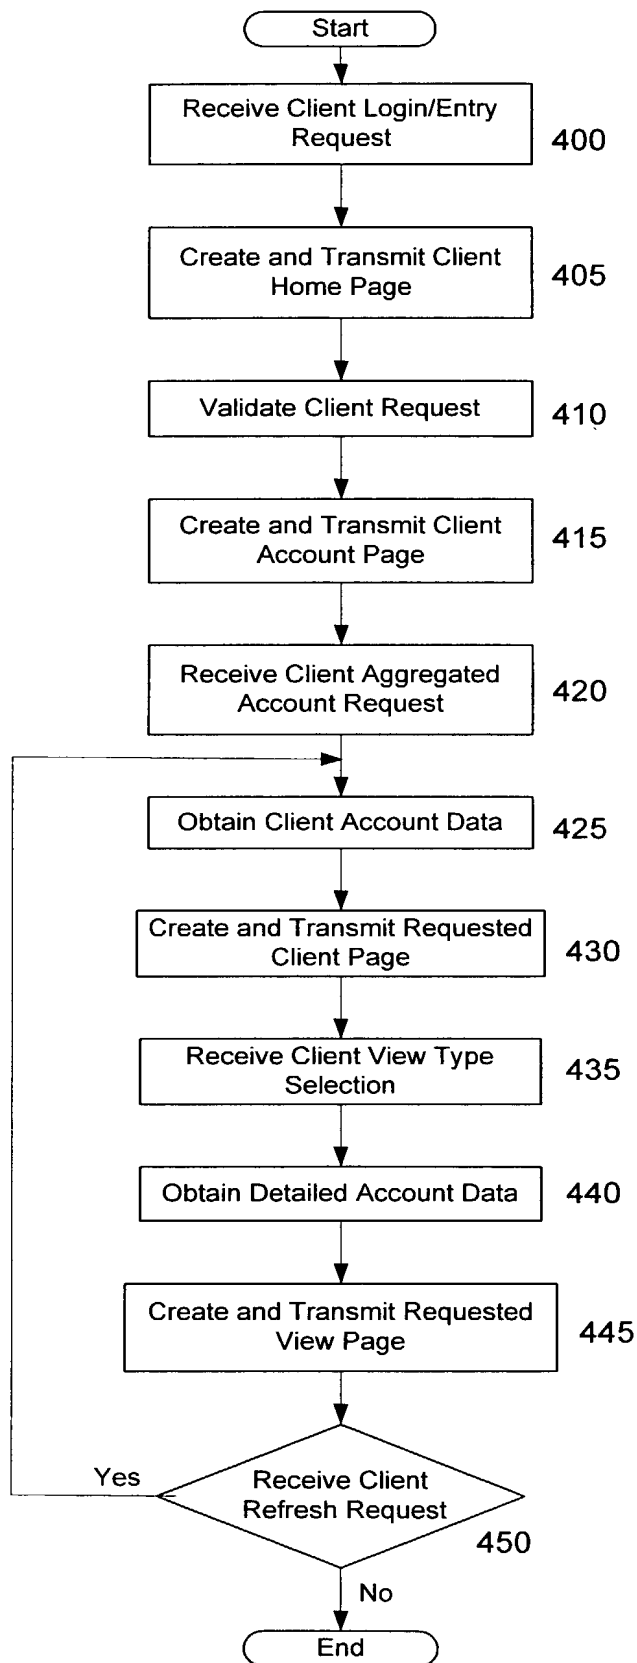 Start
Receive Client Login/Entry
Request
400
Create and Transmit Client
Home Page
405
Validate Client Request
410
Create and Transmit Client
Account Page
415
Receive Client Aggregated
Account Request
420
Obtain Client Account Data
425
Create and Transmit Requested
Client Page
430
Receive Client View Type
Selection
435
Obtain Detailed Account Data
440
Create and Transmit Requested
View Page
445
Yes
Receive Client
Refresh Request
450
No
End